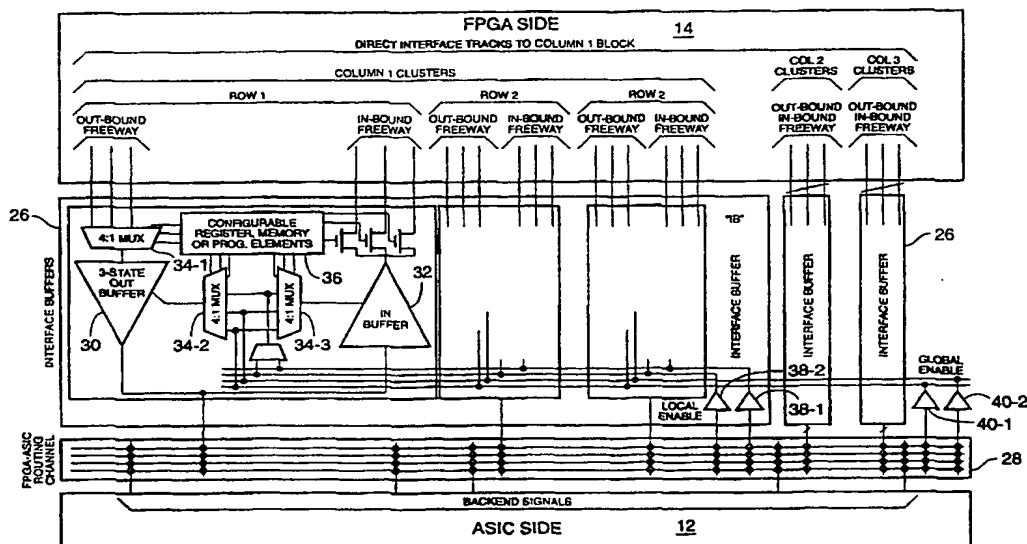 FPGA SIDE 14
DIRECT INTERFACE TRACKS TO COLUMN 1 BLOCK
COLUMN 1 CLUSTERS
COL 2 CLUSTERS
COL 3 CLUSTERS
ROW 1
ROW 2
ROW 2
OUT-BOUND FREEWAY
IN-BOUND FREEWAY
OUT-BOUND FREEWAY
IN-BOUND FREEWAY
OUT-BOUND FREEWAY
IN-BOUND FREEWAY
OUT-BOUND IN-BOUND FREEWAY
OUT-BOUND IN-BOUND FREEWAY
26
INTERFACE BUFFERS
4:1 MUX
34-1
CONFIGURABLE REGISTER, MEMORY OR PROG. ELEMENTS
36
3-STATE OUT BUFFER
30
4:1 MUX
34-2
4:1 MUX
34-3
32
IN BUFFER
"IB"
INTERFACE BUFFER
INTERFACE BUFFER
INTERFACE BUFFER
26
LOCAL ENABLE
38-2
38-1
GLOBAL ENABLE
40-2
40-1
FPGA-ASIC ROUTING CHANNEL
28
BACKEND SIGNALS
ASIC SIDE 12